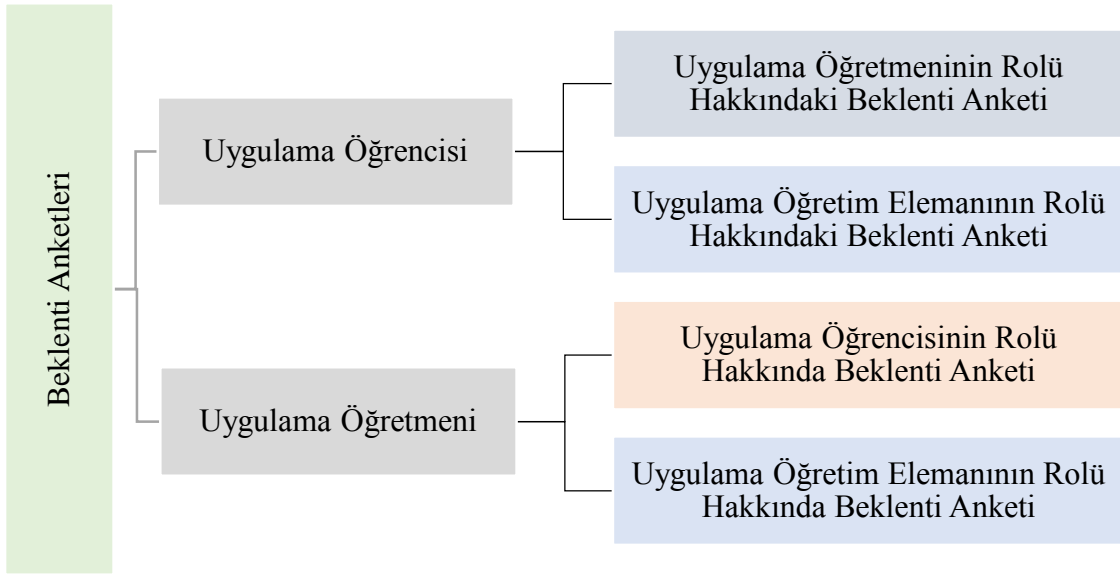 Beklenti Anketleri
Uygulama Öğrencisi
Uygulama Öğretmeninin Rolü
Hakkındaki Beklenti Anketi
Uygulama Öğretim Elemanının Rolü
Hakkındaki Beklenti Anketi
Uygulama Öğretmeni
Uygulama Öğrencisinin Rolü
Hakkında Beklenti Anketi
Uygulama Öğretim Elemanının Rolü
Hakkında Beklenti Anketi